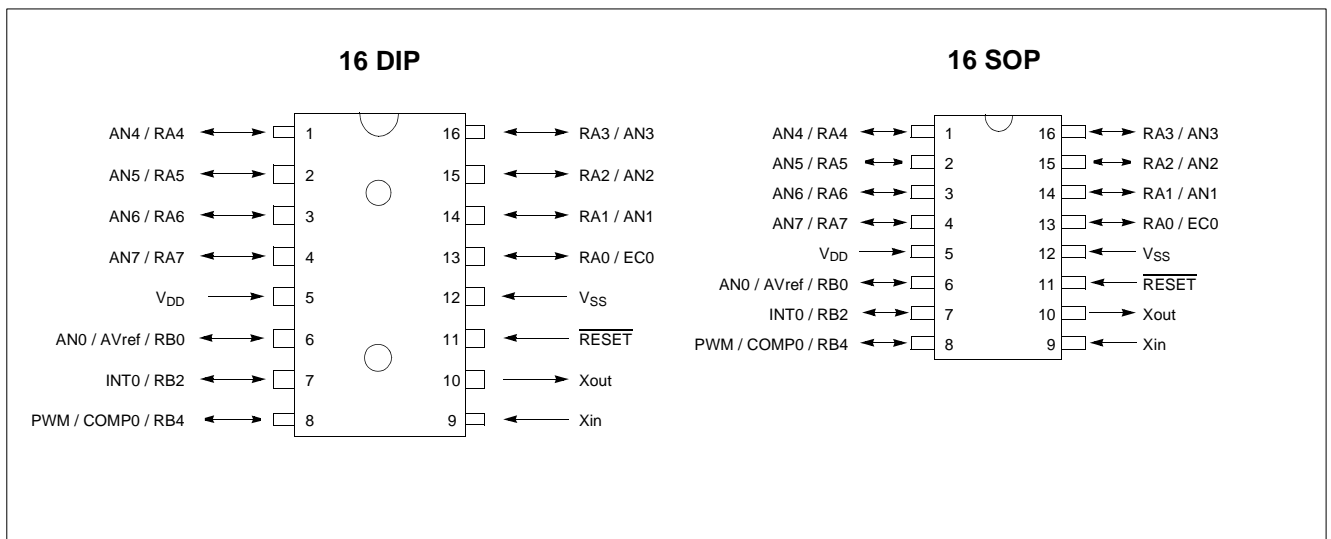 16 DIP
AN4 / RA4 1 16 RA3 / AN3
AN5 / RA5 2 15 RA2 / AN2
AN6 / RA6 3 14 RA1 / AN1
AN7 / RA7 4 13 RA0 / EC0
VDD 5 12 VSS
AN0 / AVref / RB0 6 11 RESET
INT0 / RB2 7 10 Xout
PWM / COMP0 / RB4 8 9 Xin
16 SOP
AN4 / RA4 1 16 RA3 / AN3
AN5 / RA5 2 15 RA2 / AN2
AN6 / RA6 3 14 RA1 / AN1
AN7 / RA7 4 13 RA0 / EC0
VDD 5 12 VSS
AN0 / AVref / RB0 6 11 RESET
INT0 / RB2 7 10 Xout
PWM / COMP0 / RB4 8 9 Xin